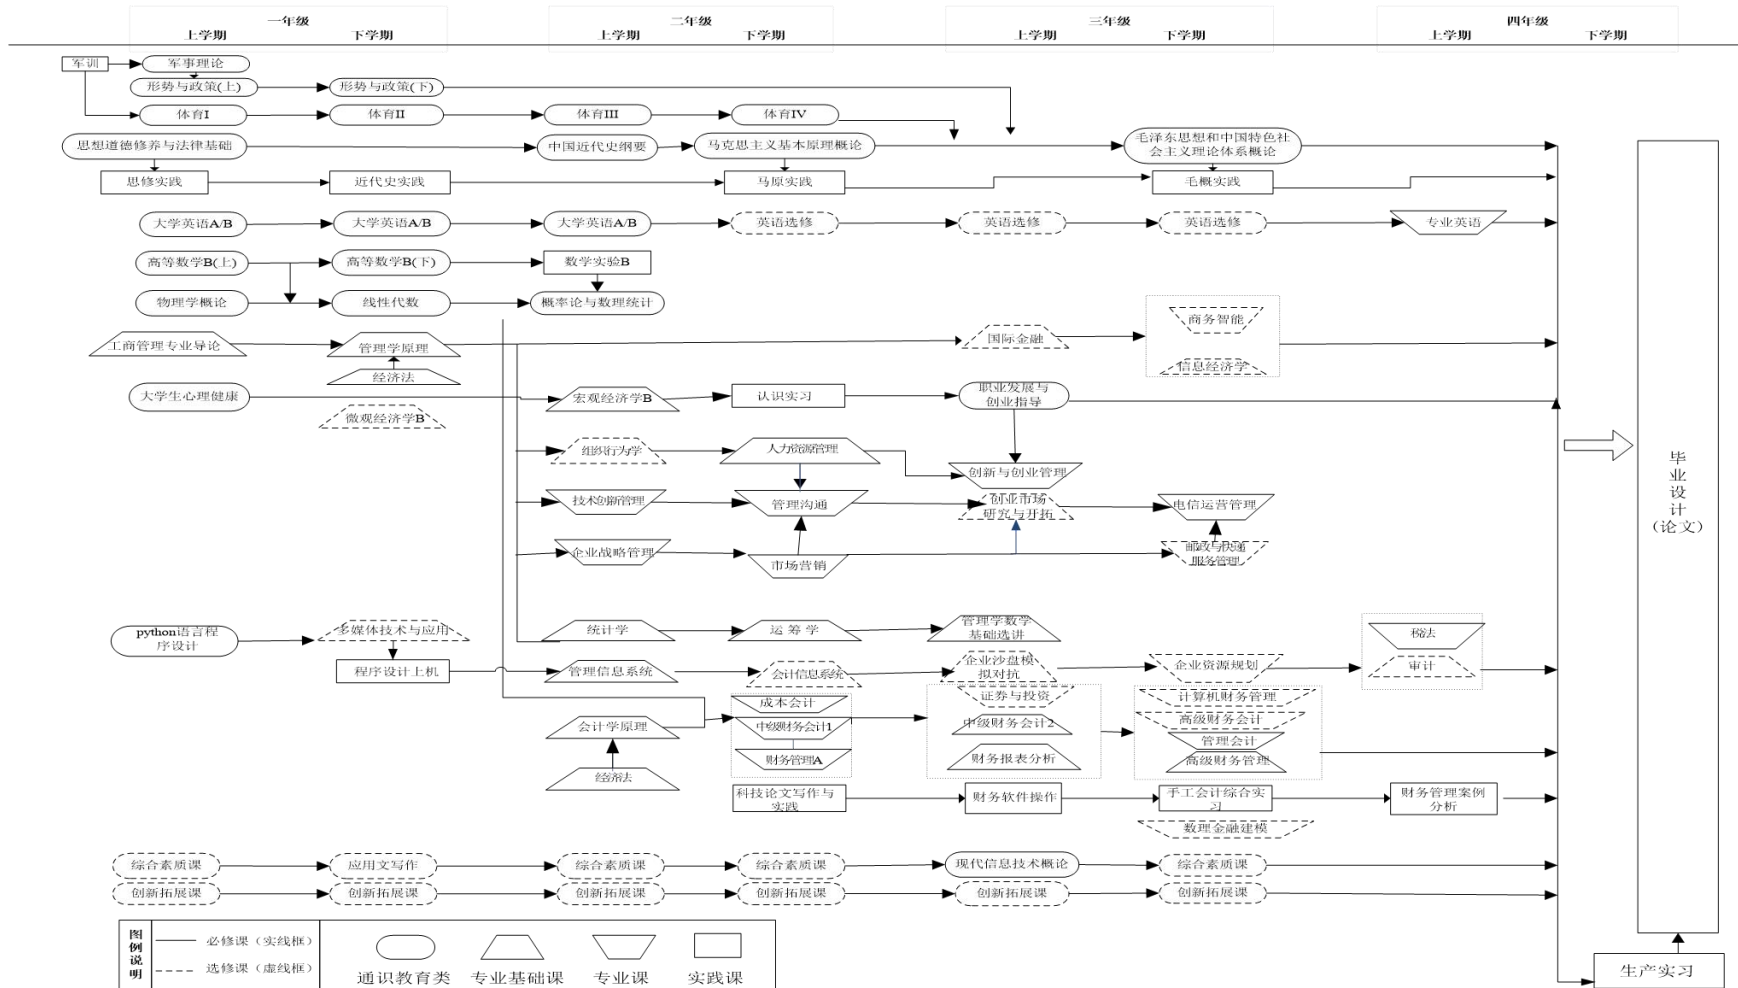 一年级
二年级
三年级
四年级
上学期
下学期
上学期
下学期
上学期
下学期
上学期
下学期
军训
军事理论
形势与政策(上)
形势与政策(下)
体育I
体育II
体育III
体育IV
思想道德修养与法律基础
中国近代史纲要
马克思主义基本原理概论
毛泽东思想和中国特色社
会主义理论体系概论
思修实践
近代史实践
马原实践
毛概实践
大学英语A/B
大学英语A/B
大学英语A/B
英语选修
英语选修
英语选修
专业英语
高等数学B(上)
高等数学B(下)
数学实验B
物理学概论
线性代数
概率论与数理统计
工商管理专业导论
管理学原理
国际金融
商务智能
信息经济学
经济法
大学生心理健康
微观经济学B
宏观经济学B
认识实习
职业发展与
创业指导
组织行为学
人力资源管理
创新与创业管理
技术创新管理
管理沟通
创业市场
研究与开拓
电信运营管理
企业战略管理
市场营销
邮政与快递
服务管理
python语言程
序设计
多媒体技术与应用
统计学
运筹学
管理学数学
基础选讲
税法
程序设计上机
管理信息系统
会计信息系统
企业沙盘模
拟对抗
企业资源规划
审计
会计学原理
成本会计
中级财务会计1
财务管理A
证券与投资
中级财务会计2
财务报表分析
计算机财务管理
高级财务会计
管理会计
高级财务管理
经济法
科技论文写作与
实践
财务软件操作
手工会计综合实
习
财务管理案例
分析
数理金融建模
综合素质课
应用文写作
综合素质课
综合素质课
现代信息技术概论
综合素质课
创新拓展课
创新拓展课
创新拓展课
创新拓展课
创新拓展课
创新拓展课
毕
业
设
计
(论文)
生产实习
图
例
说
明
必修课（实线框）
选修课（虚线框）
通识教育类
专业基础课
专业课
实践课